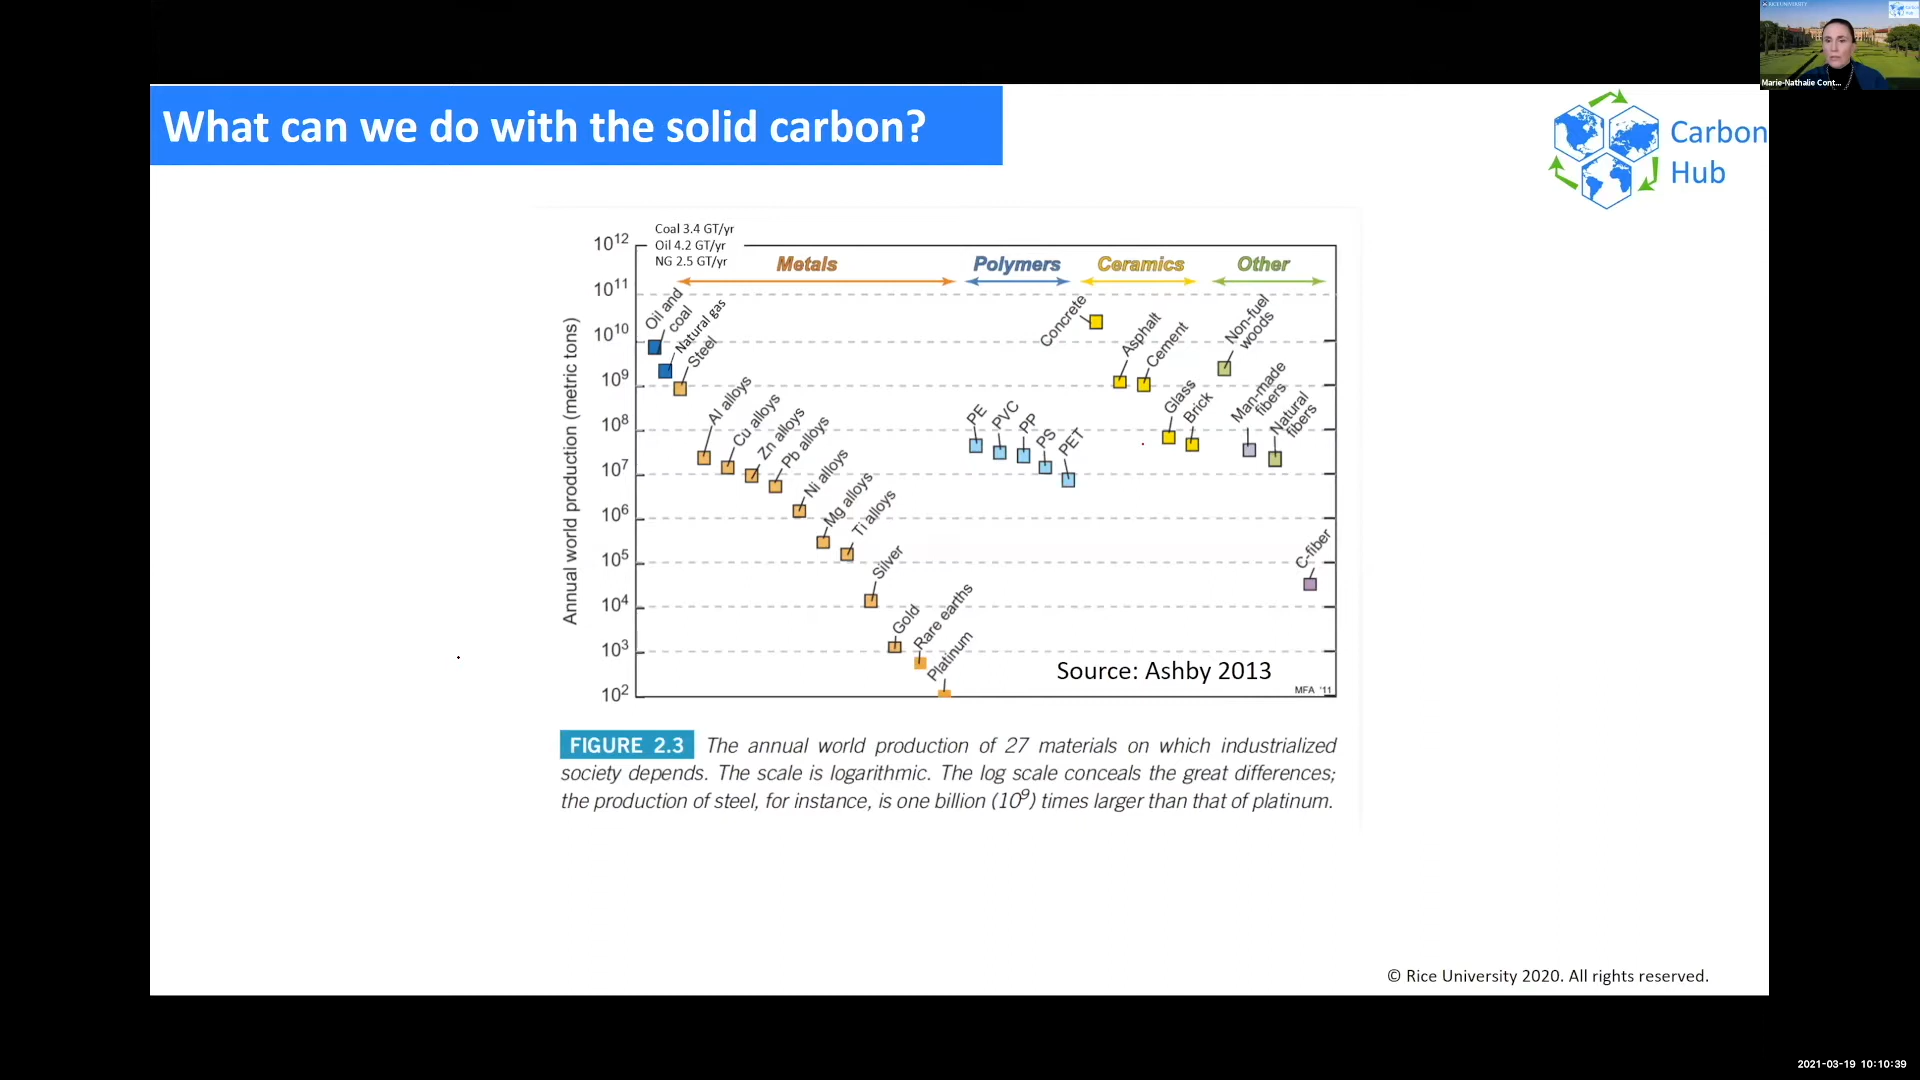 RICE UNIVERSITY
Carbon
Hub
Marie-Nathalie Cont...
What can we do with the solid carbon?
Carbon
Hub
Coal 3.4 GT/yr
Oil 4.2 GT/yr
NG 2.5 GT/yr
Metals
Polymers
Ceramics
Other
Annual world production (metric tons)
10¹²
10¹¹
10¹⁰
10⁹
10⁸
10⁷
10⁶
10⁵
10⁴
10³
10²
Oil and
coal
Natural gas
Steel
Al alloys
Cu alloys
Zn alloys
Pb alloys
Ni alloys
Mg alloys
Ti alloys
Silver
Gold
Rare earths
Platinum
PE
PVC
PP
PS
PET
Concrete
Asphalt
Cement
Glass
Brick
Non-fuel
woods
Man-made
fibers
Natural
fibers
C-fiber
Source: Ashby 2013
MFA '11
FIGURE 2.3 The annual world production of 27 materials on which industrialized
society depends. The scale is logarithmic. The log scale conceals the great differences;
the production of steel, for instance, is one billion (10⁹) times larger than that of platinum.
© Rice University 2020. All rights reserved.
2021-03-19 10:10:39